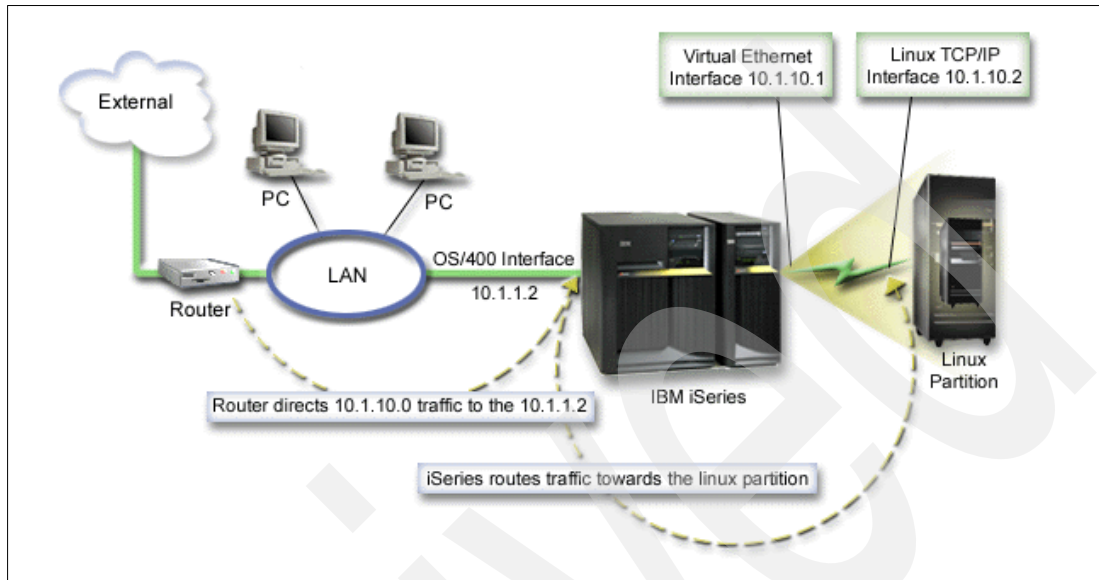 Virtual Ethernet
Interface 10.1.10.1
Linux TCP/IP
Interface 10.1.10.2
External
PC
PC
OS/400 Interface
10.1.1.2
LAN
Router
Linux
Partition
IBM iSeries
Router directs 10.1.10.0 traffic to the 10.1.1.2
iSeries routes traffic towards the linux partition